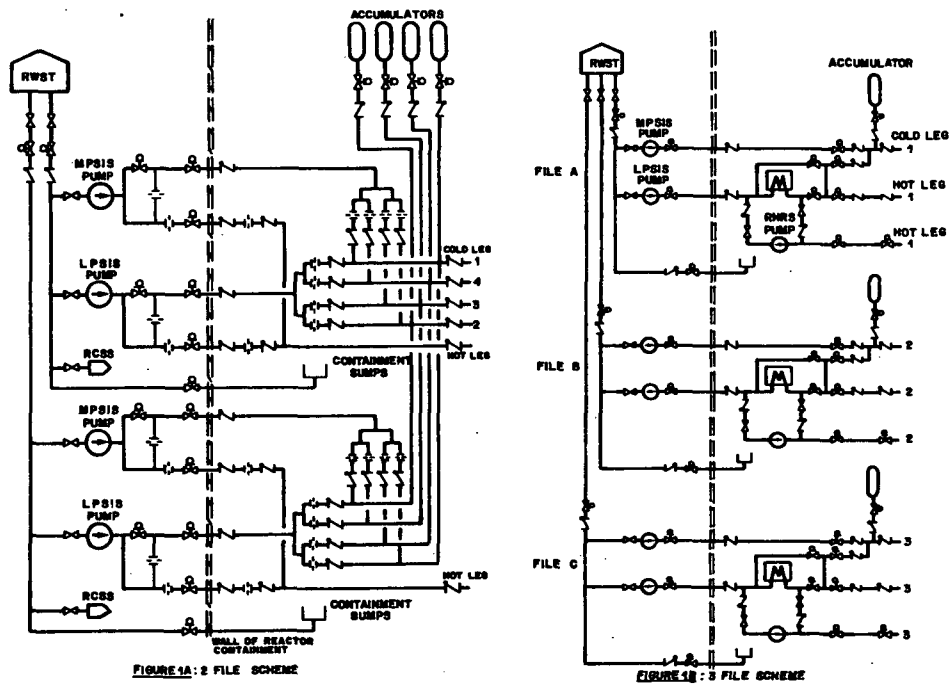 ACCUMULATORS
RWST
MPSIS
PUMP
LPSIS
PUMP
COLD LEG
1
4
3
2
HOT LEG
RCSS
CONTAINMENT
SUMPS
MPSIS
PUMP
LPSIS
PUMP
HOT LEG
RCSS
CONTAINMENT
SUMPS
WALL OF REACTOR
CONTAINMENT
FIGURE 1A: 2 FILE SCHEME
RWST
ACCUMULATOR
MPSIS
PUMP
COLD LEG
1
FILE A
LPSIS
PUMP
HOT LEG
1
RHRS
PUMP
HOT LEG
1
2
FILE B
2
2
3
FILE C
3
3
FIGURE 1B: 3 FILE SCHEME